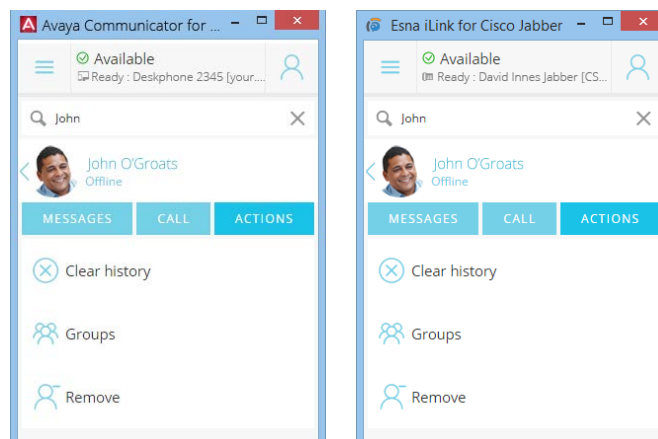 Avaya Communicator for ...
Available
Ready : Deskphone 2345 [your....
John
John O'Groats
Offline
MESSAGES CALL ACTIONS
Clear history
Groups
Remove
Esna iLink for Cisco Jabber
Available
Ready : David Innes Jabber [CS...
John
John O'Groats
Offline
MESSAGES CALL ACTIONS
Clear history
Groups
Remove